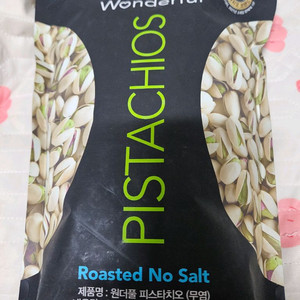 Wonderful
PISTACHIOS
Roasted No Salt
제품명 : 원더풀 피스타치오 (무염)